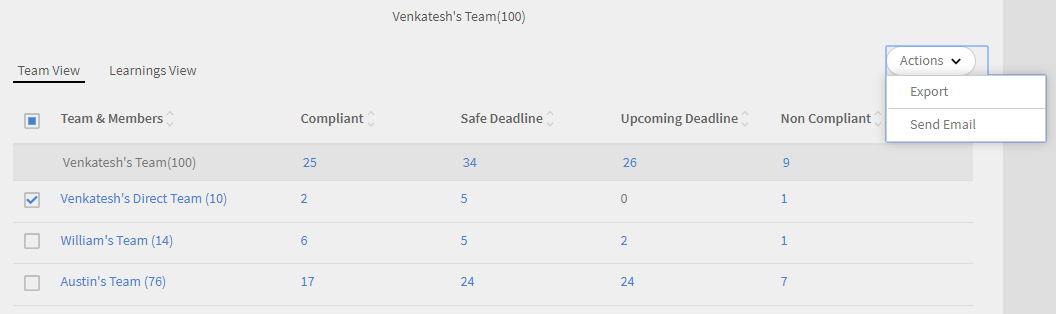 Venkatesh's Team(100)
Team View Learnings View Actions
Export
Team & Members Compliant Safe Deadline Upcoming Deadline Non Compliant
Send Email
Venkatesh's Team(100) 25 34 26 9
Venkatesh's Direct Team (10) 2 5 0 1
William's Team (14) 6 5 2 1
Austin's Team (76) 17 24 24 7